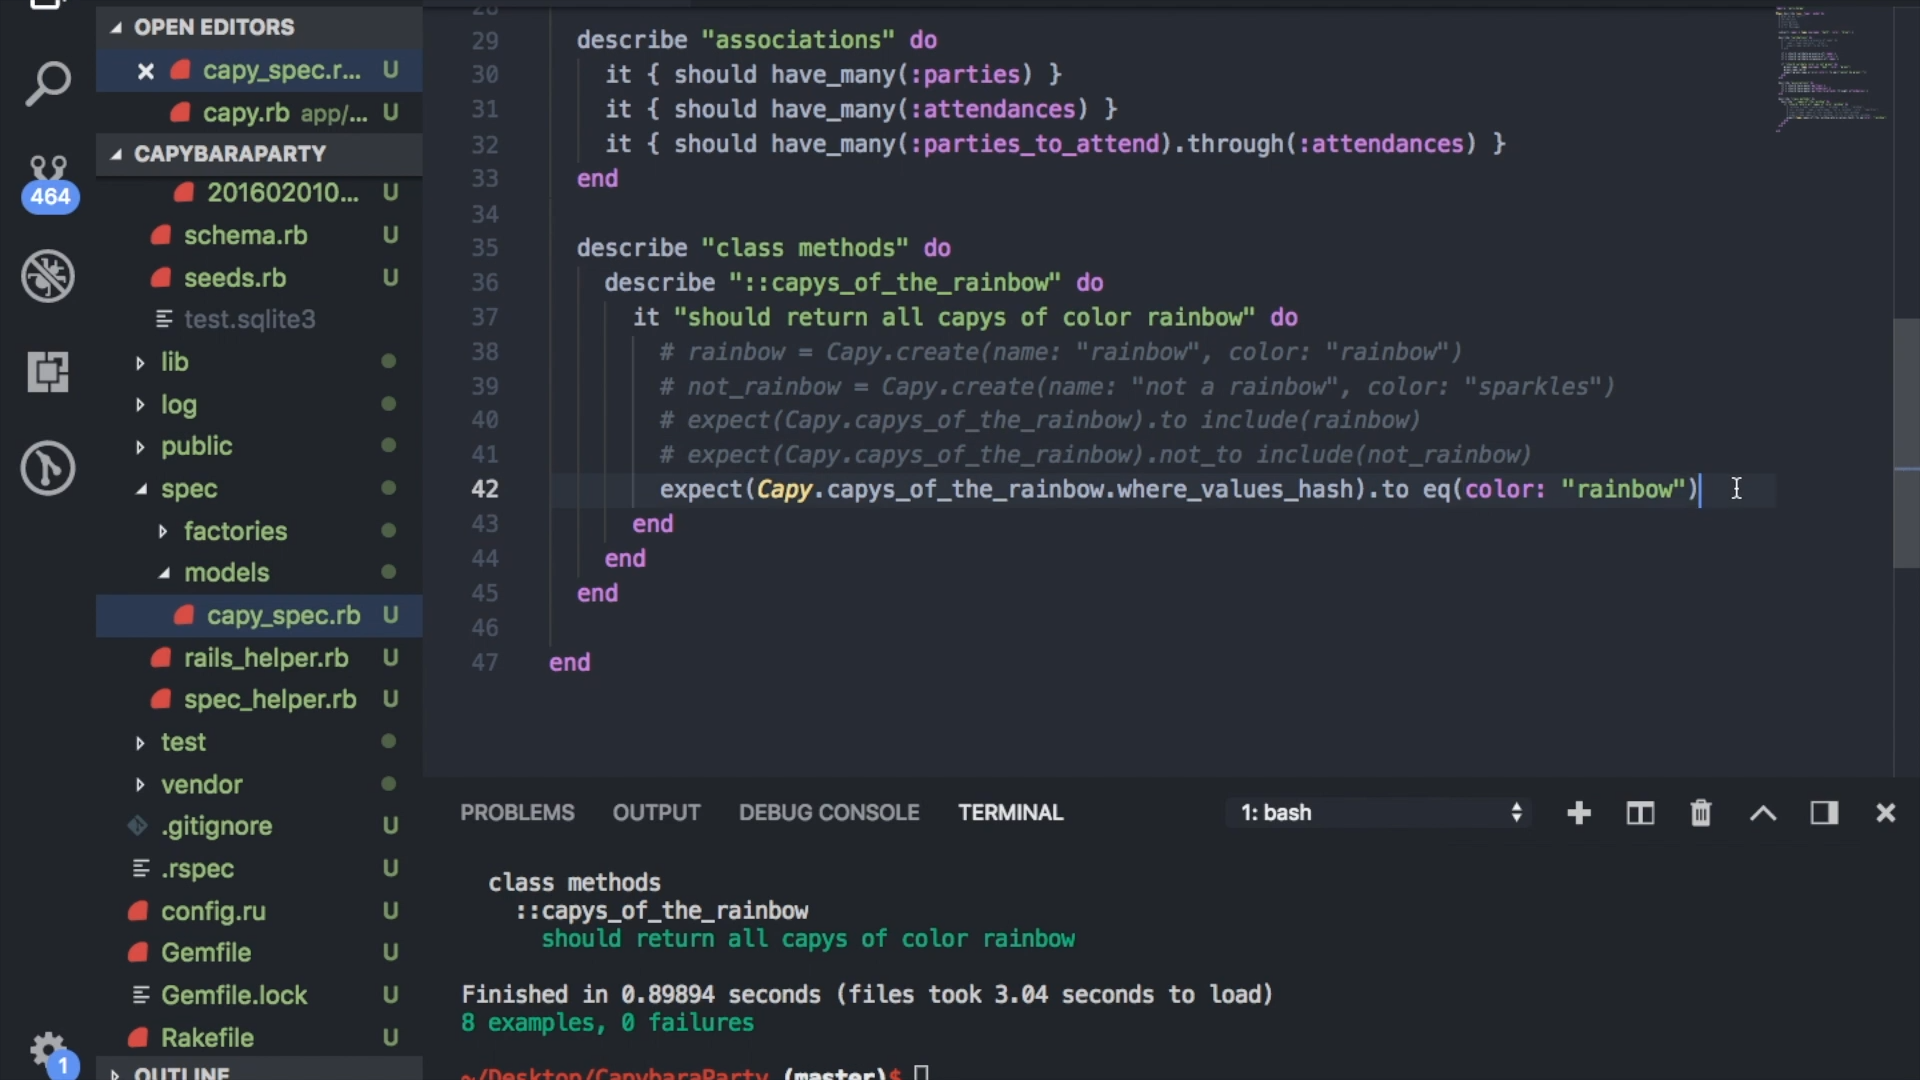 OPEN EDITORS
capy_spec.r... U
capy.rb app/... U
CAPYBARAPARTY
201602010... U
schema.rb U
seeds.rb U
test.sqlite3
lib
log
public
spec
factories
models
capy_spec.rb U
rails_helper.rb U
spec_helper.rb U
test
vendor
.gitignore U
.rspec U
config.ru U
Gemfile U
Gemfile.lock U
Rakefile U
OUTLINE
464
1
28
29 describe "associations" do
30 it { should have_many(:parties) }
31 it { should have_many(:attendances) }
32 it { should have_many(:parties_to_attend).through(:attendances) }
33 end
34
35 describe "class methods" do
36 describe "::capys_of_the_rainbow" do
37 it "should return all capys of color rainbow" do
38 # rainbow = Capy.create(name: "rainbow", color: "rainbow")
39 # not_rainbow = Capy.create(name: "not a rainbow", color: "sparkles")
40 # expect(Capy.capys_of_the_rainbow).to include(rainbow)
41 # expect(Capy.capys_of_the_rainbow).not_to include(not_rainbow)
42 expect(Capy.capys_of_the_rainbow.where_values_hash).to eq(color: "rainbow")
43 end
44 end
45 end
46
47 end
PROBLEMS OUTPUT DEBUG CONSOLE TERMINAL 1: bash
class methods
::capys_of_the_rainbow
should return all capys of color rainbow
Finished in 0.89894 seconds (files took 3.04 seconds to load)
8 examples, 0 failures
~/Desktop/CapybaraParty (master)$